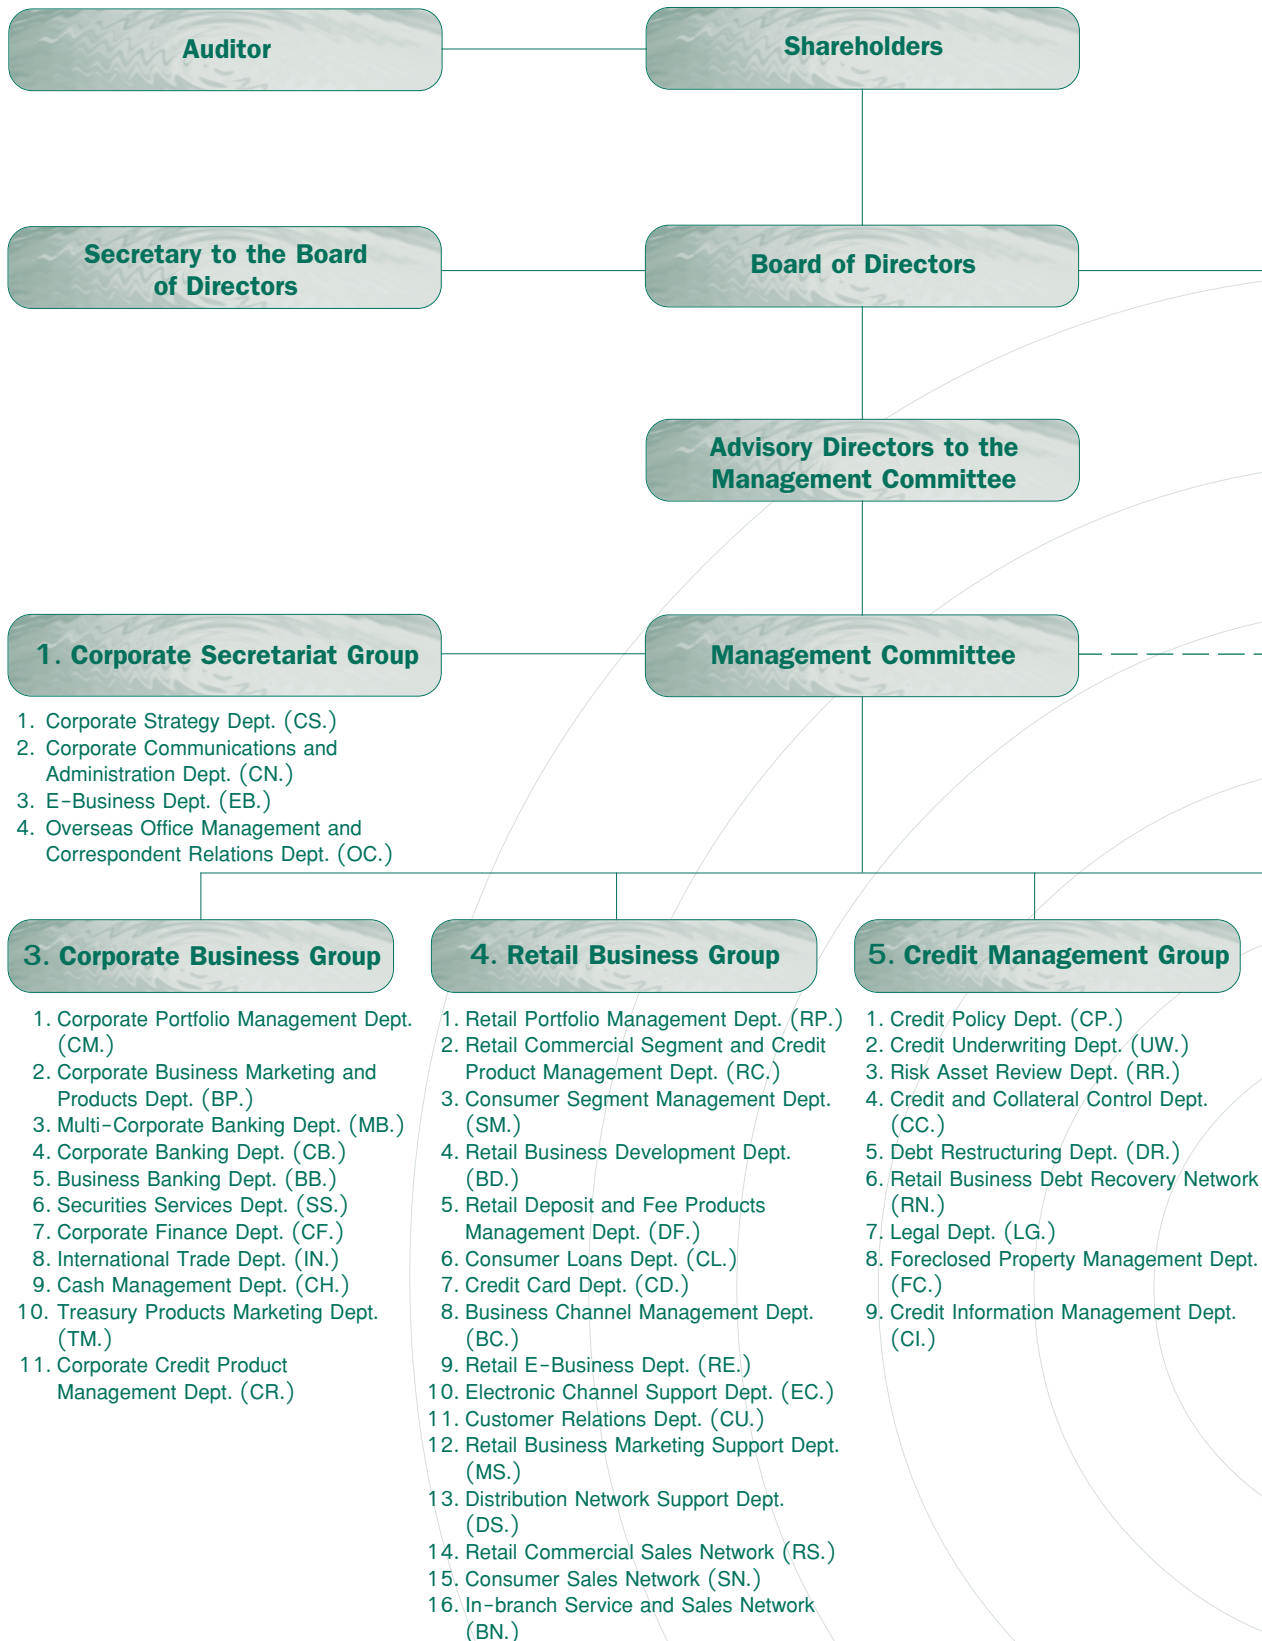 Auditor
Shareholders
Secretary to the Board
of Directors
Board of Directors
Advisory Directors to the
Management Committee
1. Corporate Secretariat Group
Management Committee
1. Corporate Strategy Dept. (CS.)
2. Corporate Communications and
Administration Dept. (CN.)
3. E-Business Dept. (EB.)
4. Overseas Office Management and
Correspondent Relations Dept. (OC.)
3. Corporate Business Group
1. Corporate Portfolio Management Dept.
(CM.)
2. Corporate Business Marketing and
Products Dept. (BP.)
3. Multi-Corporate Banking Dept. (MB.)
4. Corporate Banking Dept. (CB.)
5. Business Banking Dept. (BB.)
6. Securities Services Dept. (SS.)
7. Corporate Finance Dept. (CF.)
8. International Trade Dept. (IN.)
9. Cash Management Dept. (CH.)
10. Treasury Products Marketing Dept.
(TM.)
11. Corporate Credit Product
Management Dept. (CR.)
4. Retail Business Group
1. Retail Portfolio Management Dept. (RP.)
2. Retail Commercial Segment and Credit
Product Management Dept. (RC.)
3. Consumer Segment Management Dept.
(SM.)
4. Retail Business Development Dept.
(BD.)
5. Retail Deposit and Fee Products
Management Dept. (DF.)
6. Consumer Loans Dept. (CL.)
7. Credit Card Dept. (CD.)
8. Business Channel Management Dept.
(BC.)
9. Retail E-Business Dept. (RE.)
10. Electronic Channel Support Dept. (EC.)
11. Customer Relations Dept. (CU.)
12. Retail Business Marketing Support Dept.
(MS.)
13. Distribution Network Support Dept.
(DS.)
14. Retail Commercial Sales Network (RS.)
15. Consumer Sales Network (SN.)
16. In-branch Service and Sales Network
(BN.)
5. Credit Management Group
1. Credit Policy Dept. (CP.)
2. Credit Underwriting Dept. (UW.)
3. Risk Asset Review Dept. (RR.)
4. Credit and Collateral Control Dept.
(CC.)
5. Debt Restructuring Dept. (DR.)
6. Retail Business Debt Recovery Network
(RN.)
7. Legal Dept. (LG.)
8. Foreclosed Property Management Dept.
(FC.)
9. Credit Information Management Dept.
(CI.)